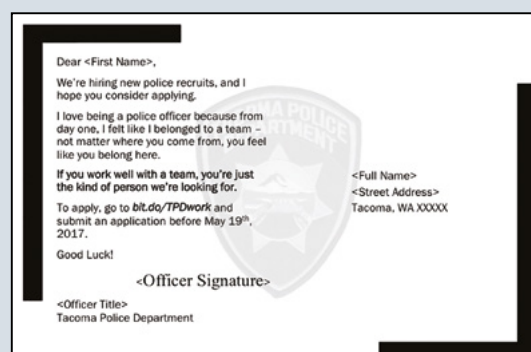 Dear <First Name>,
We're hiring new police recruits, and I
hope you consider applying.
I love being a police officer because from
day one, I felt like I belonged to a team –
not matter where you come from, you feel
like you belong here.
If you work well with a team, you're just
the kind of person we're looking for.
To apply, go to bit.do/TPDwork and
submit an application before May 19th,
2017.
Good Luck!
<Officer Signature>
<Officer Title>
Tacoma Police Department
<Full Name>
<Street Address>
Tacoma, WA XXXXX
TACOMA POLICE
DEPARTMENT